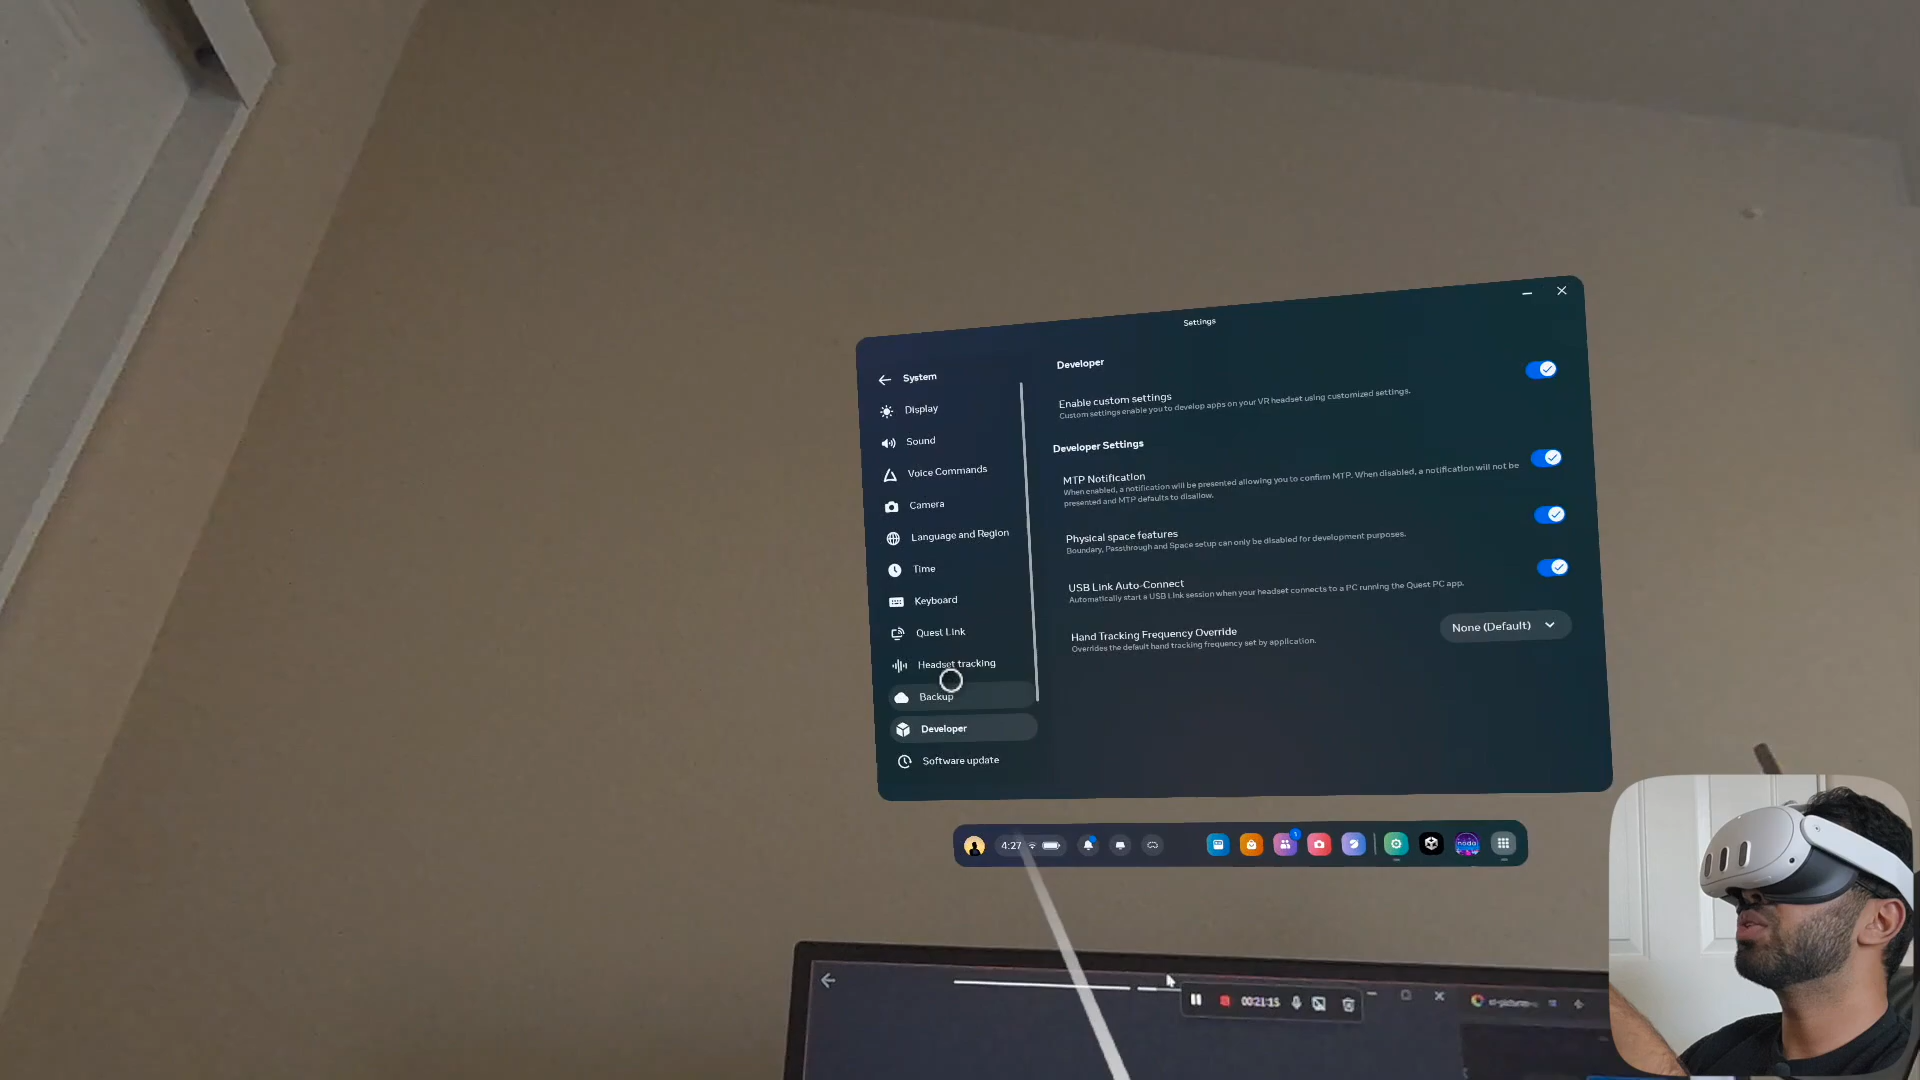 Settings
System
Display
Sound
Voice Commands
Camera
Language and Region
Time
Keyboard
Quest Link
Headset tracking
Backup
Developer
Software update
Developer
Enable custom settings
Custom settings enable you to develop apps on your VR headset using customized settings.
Developer Settings
MTP Notification
When enabled, a notification will be presented allowing you to confirm MTP. When disabled, a notification will not be
presented and MTP defaults to disallow.
Physical space features
Boundary, Passthrough and Space setup can only be disabled for development purposes.
USB Link Auto-Connect
Automatically start a USB Link session when your headset connects to a PC running the Quest PC app.
Hand Tracking Frequency Override
Overrides the default hand tracking frequency set by application.
None (Default)
4:27
1
noda
00:21:15